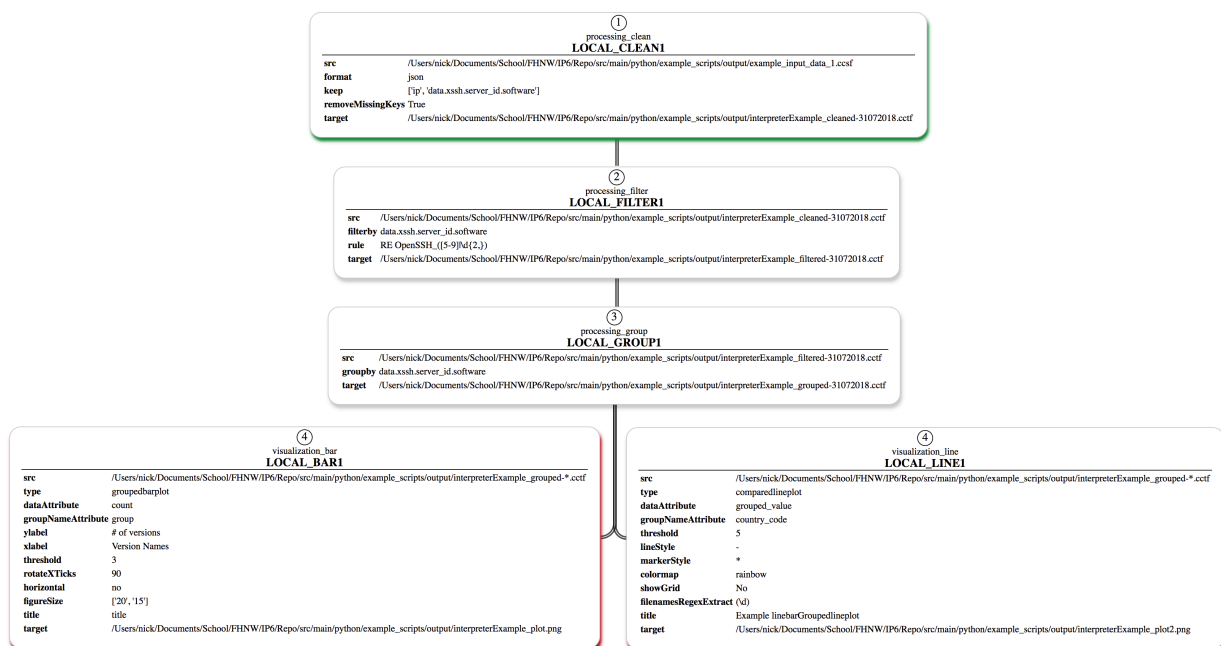 1
processing_clean
LOCAL_CLEAN1
src /Users/nick/Documents/School/FHNW/IP6/Repo/src/main/python/example_scripts/output/example_input_data_1.ccsf
format json
keep ['ip', 'data.xssh.server_id.software']
removeMissingKeys True
target /Users/nick/Documents/School/FHNW/IP6/Repo/src/main/python/example_scripts/output/interpreterExample_cleaned-31072018.cctf
2
processing_filter
LOCAL_FILTER1
src /Users/nick/Documents/School/FHNW/IP6/Repo/src/main/python/example_scripts/output/interpreterExample_cleaned-31072018.cctf
filterby data.xssh.server_id.software
rule RE OpenSSH_([5-9]|\d{2,})
target /Users/nick/Documents/School/FHNW/IP6/Repo/src/main/python/example_scripts/output/interpreterExample_filtered-31072018.cctf
3
processing_group
LOCAL_GROUP1
src /Users/nick/Documents/School/FHNW/IP6/Repo/src/main/python/example_scripts/output/interpreterExample_filtered-31072018.cctf
groupby data.xssh.server_id.software
target /Users/nick/Documents/School/FHNW/IP6/Repo/src/main/python/example_scripts/output/interpreterExample_grouped-31072018.cctf
4
visualization_bar
LOCAL_BAR1
src /Users/nick/Documents/School/FHNW/IP6/Repo/src/main/python/example_scripts/output/interpreterExample_grouped-*.cctf
type groupedbarplot
dataAttribute count
groupNameAttribute group
ylabel # of versions
xlabel Version Names
threshold 3
rotateXTicks 90
horizontal no
figureSize ['20', '15']
title title
target /Users/nick/Documents/School/FHNW/IP6/Repo/src/main/python/example_scripts/output/interpreterExample_plot.png
4
visualization_line
LOCAL_LINE1
src /Users/nick/Documents/School/FHNW/IP6/Repo/src/main/python/example_scripts/output/interpreterExample_grouped-*.cctf
type comparedlineplot
dataAttribute grouped_value
groupNameAttribute country_code
threshold 5
lineStyle -
markerStyle *
colormap rainbow
showGrid No
filenamesRegexExtract (\d)
title Example linebarGroupedlineplot
target /Users/nick/Documents/School/FHNW/IP6/Repo/src/main/python/example_scripts/output/interpreterExample_plot2.png